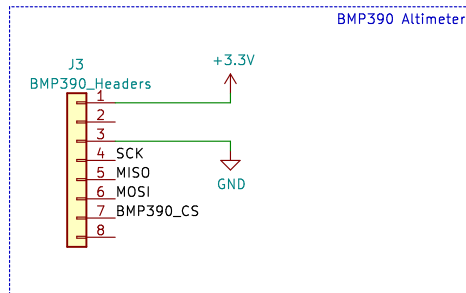 BMP390 Altimeter
J3
BMP390_Headers
+3.3V
1
2
3
4 SCK
5 MISO
6 MOSI
7 BMP390_CS
8
GND